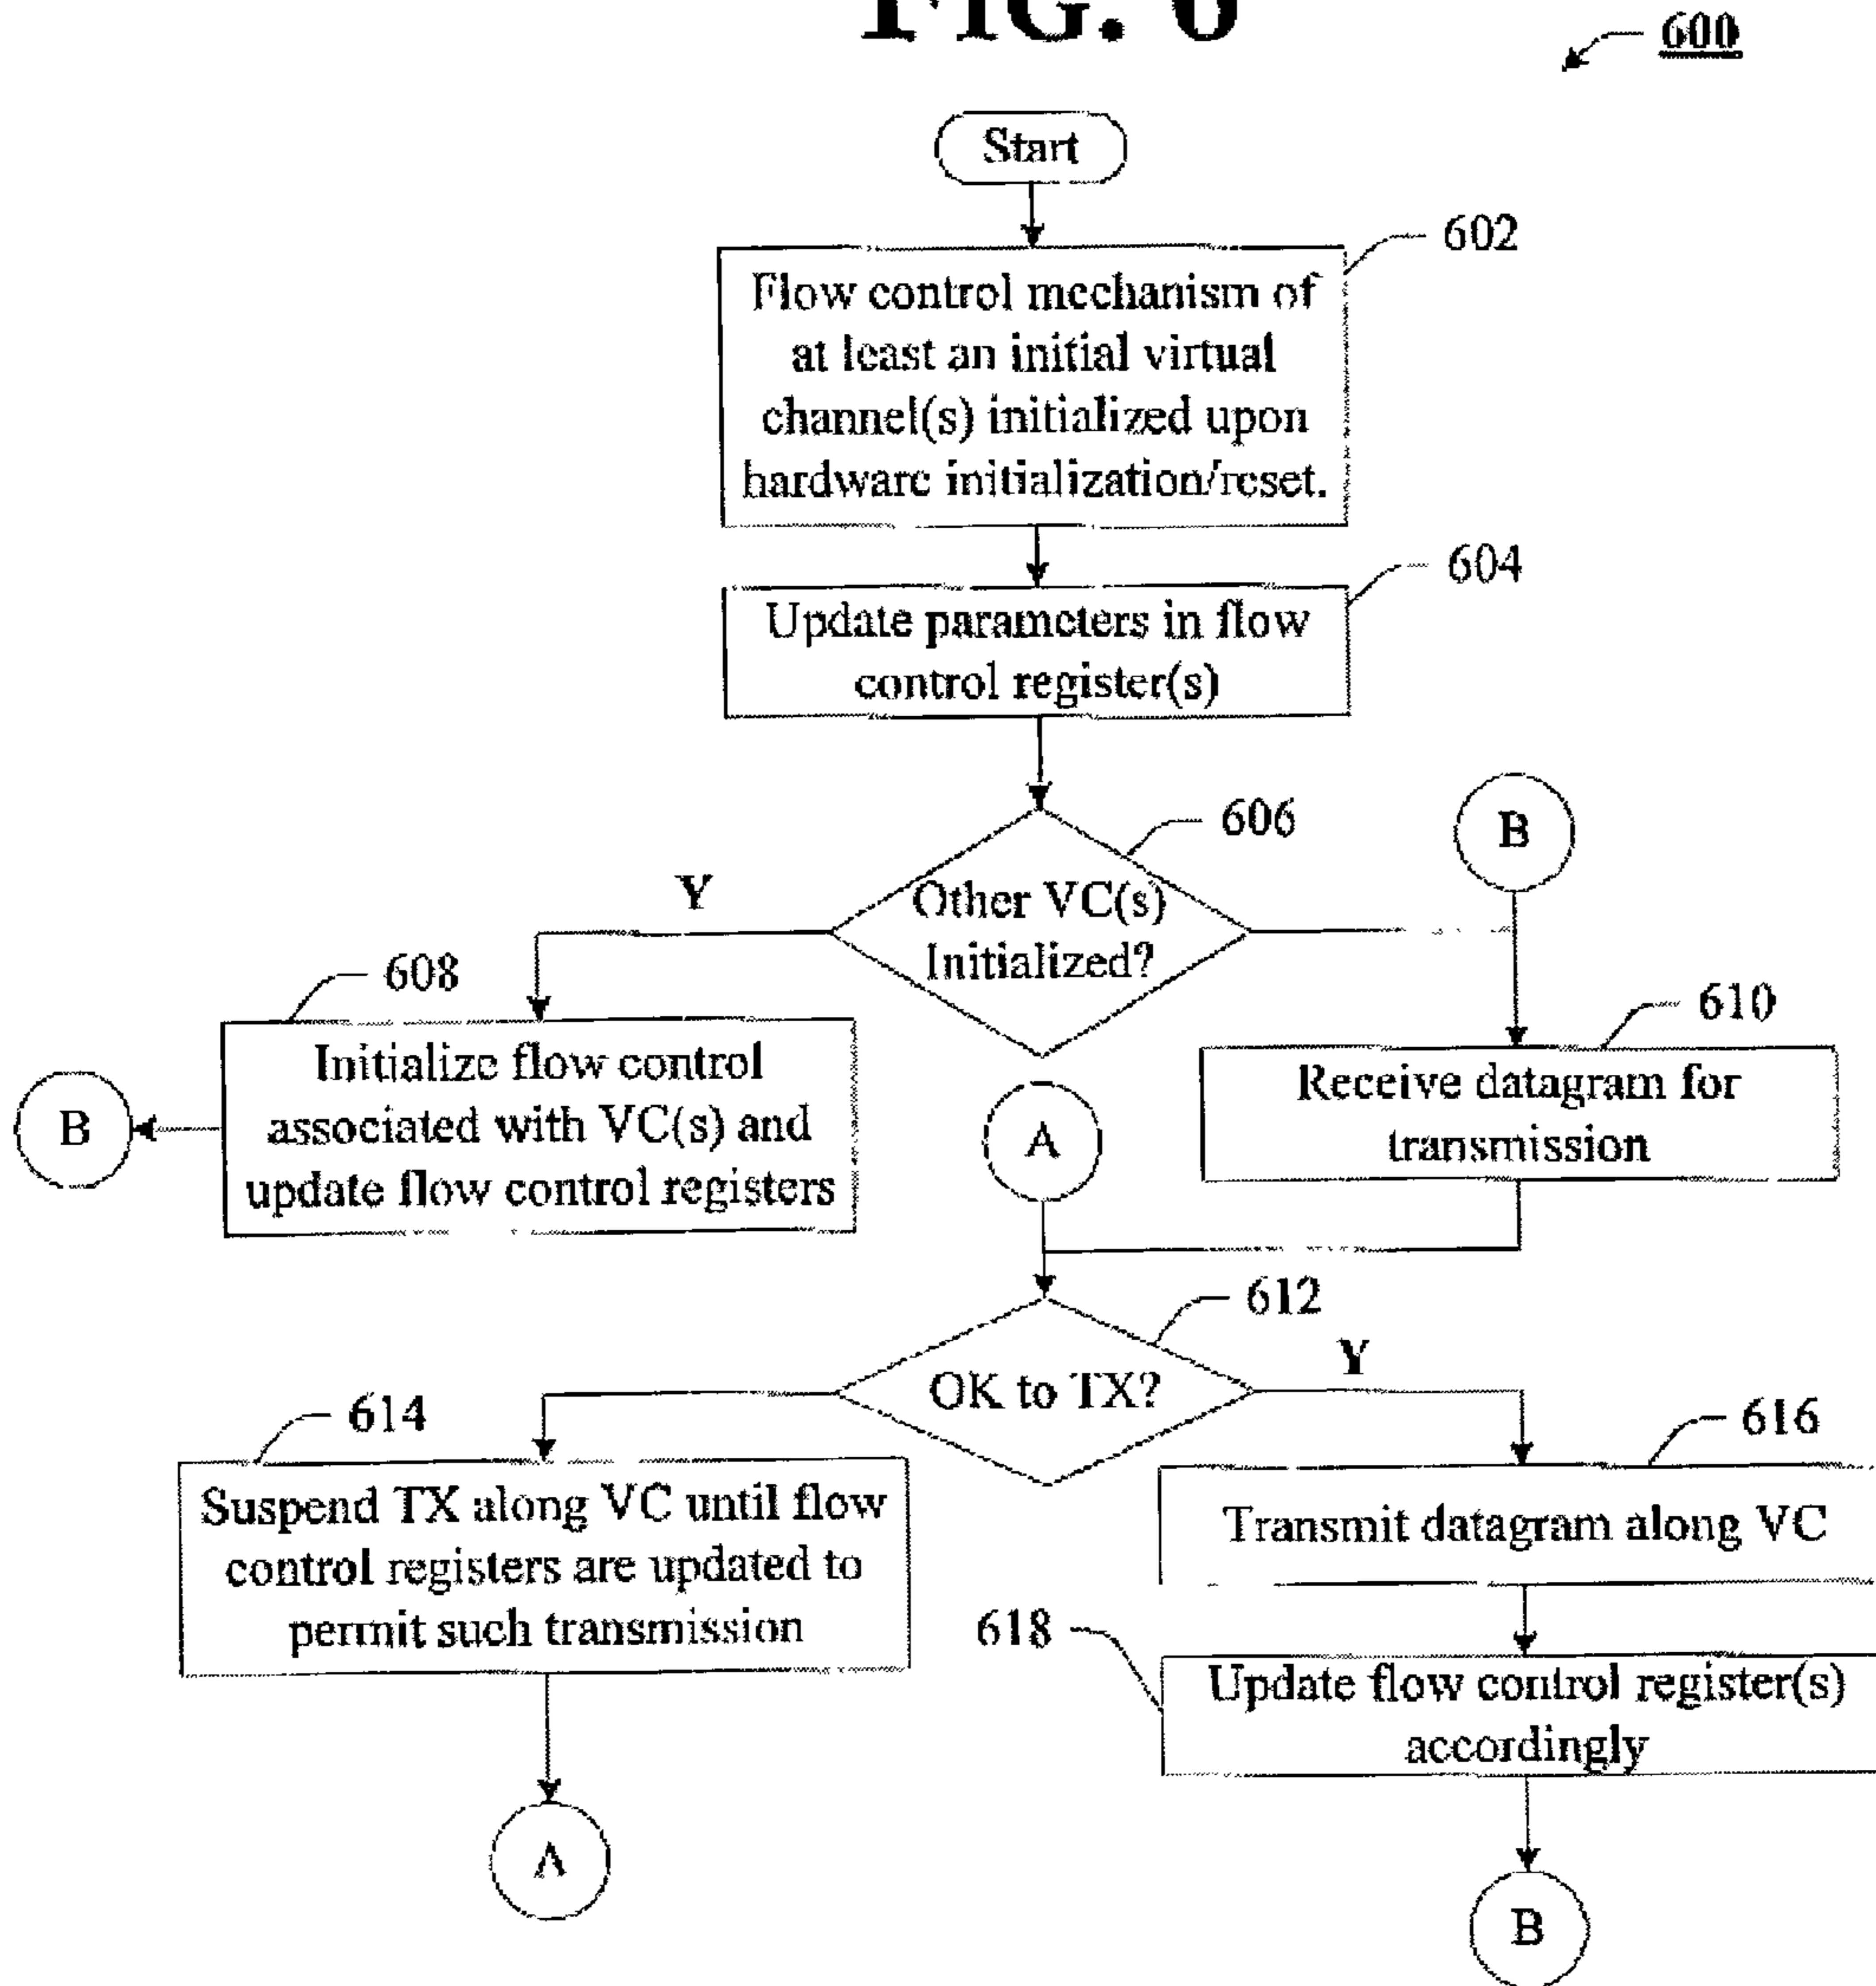 FIG. 6
600
Start
602
Flow control mechanism of
at least an initial virtual
channel(s) initialized upon
hardware initialization/reset.
604
Update parameters in flow
control register(s)
606
B
Y
Other VC(s)
Initialized?
608
610
Initialize flow control
associated with VC(s) and
update flow control registers
B
A
Receive datagram for
transmission
612
Y
OK to TX?
614
616
Suspend TX along VC until flow
control registers are updated to
permit such transmission
Transmit datagram along VC
618
Update flow control register(s)
accordingly
A
B